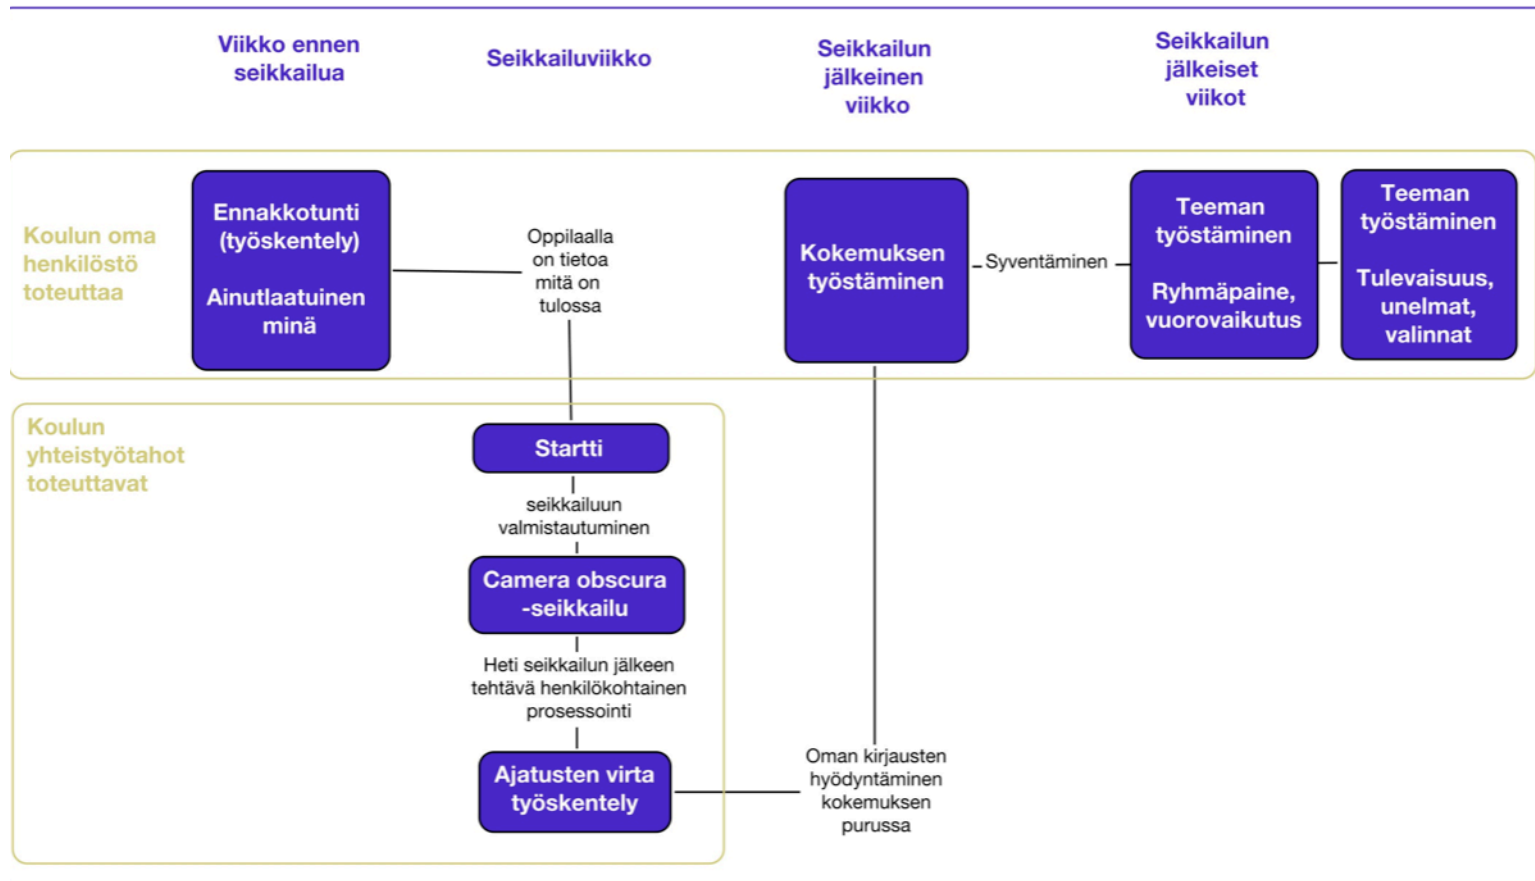 Viikko ennen
seikkailua
Seikkailuviikko
Seikkailun
jälkeinen
viikko
Seikkailun
jälkeiset
viikot
Koulun oma
henkilöstö
toteuttaa
Ennakkotunti
(työskentely)
Ainutlaatuinen
minä
Oppilaalla
on tietoa
mitä on
tulossa
Kokemuksen
työstäminen
Syventäminen
Teeman
työstäminen
Ryhmäpaine,
vuorovaikutus
Teeman
työstäminen
Tulevaisuus,
unelmat,
valinnat
Koulun
yhteistyötahot
toteuttavat
Startti
seikkailuun
valmistautuminen
Camera obscura
-seikkailu
Heti seikkailun jälkeen
tehtävä henkilökohtainen
prosessointi
Ajatusten virta
työskentely
Oman kirjausten
hyödyntäminen
kokemuksen
purussa